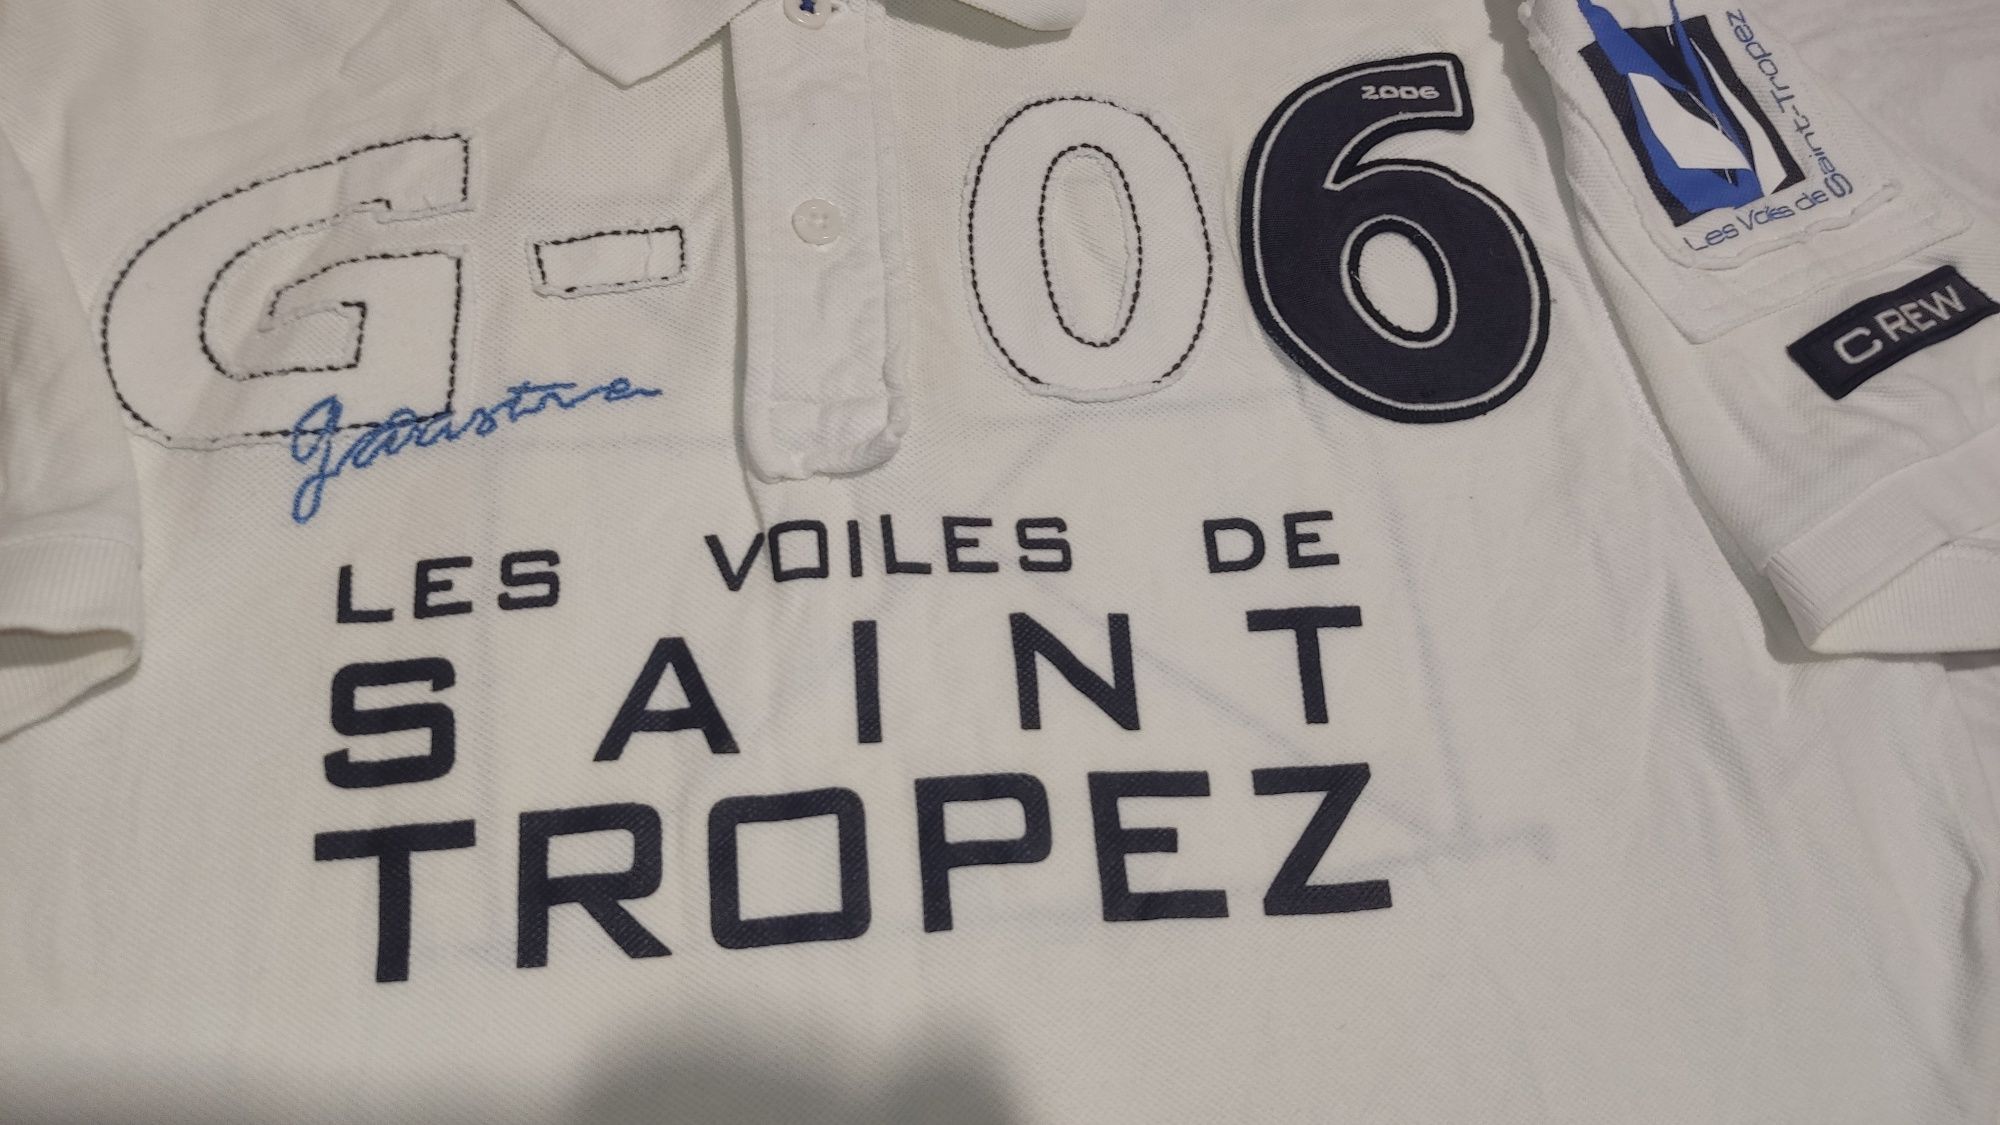 G-06
2006
Gaastra
LES VOILES DE
SAINT
TROPEZ
Les Voiles de Saint-Tropez
CREW